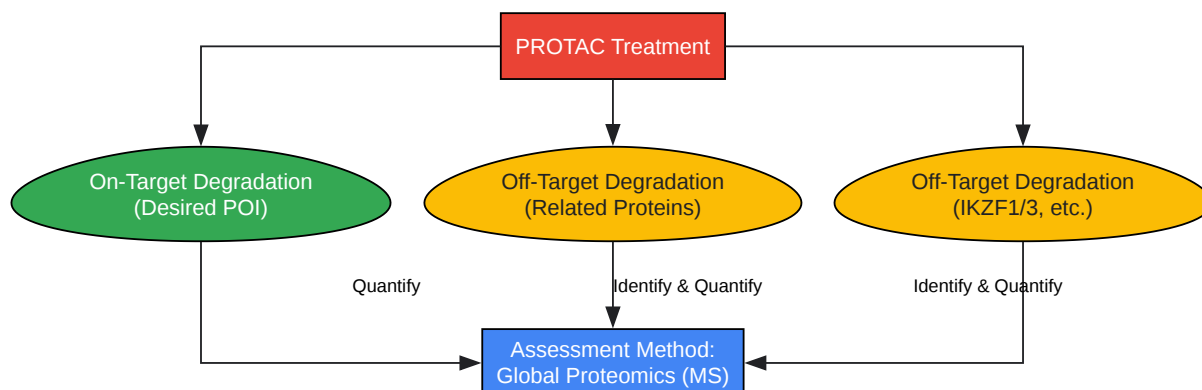 PROTAC Treatment
On-Target Degradation
(Desired POI)
Off-Target Degradation
(Related Proteins)
Off-Target Degradation
(IKZF1/3, etc.)
Quantify
Identify & Quantify
Identify & Quantify
Assessment Method:
Global Proteomics (MS)